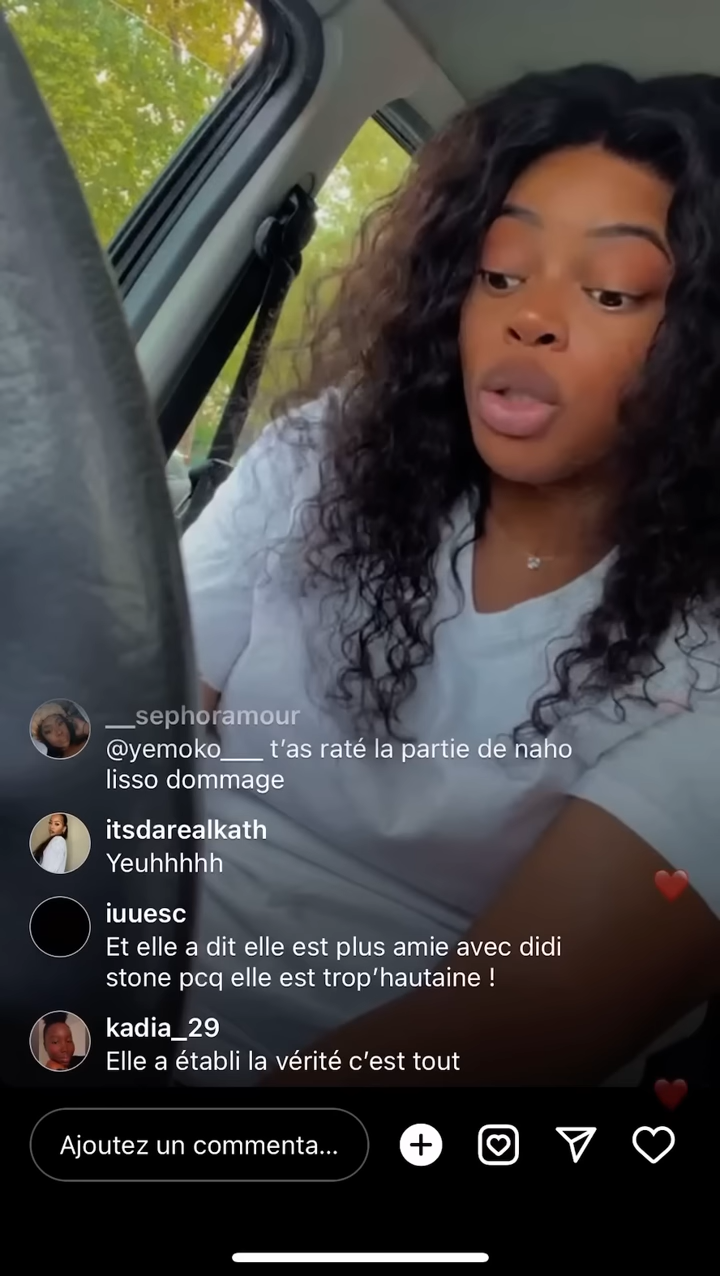 __sephoramour
@yemoko___ t’as raté la partie de naho
lisso dommage
itsdarealkath
Yeuhhhhh
iuuesc
Et elle a dit elle est plus amie avec didi
stone pcq elle est trop’hautaine !
kadia_29
Elle a établi la vérité c’est tout
Ajoutez un commenta...